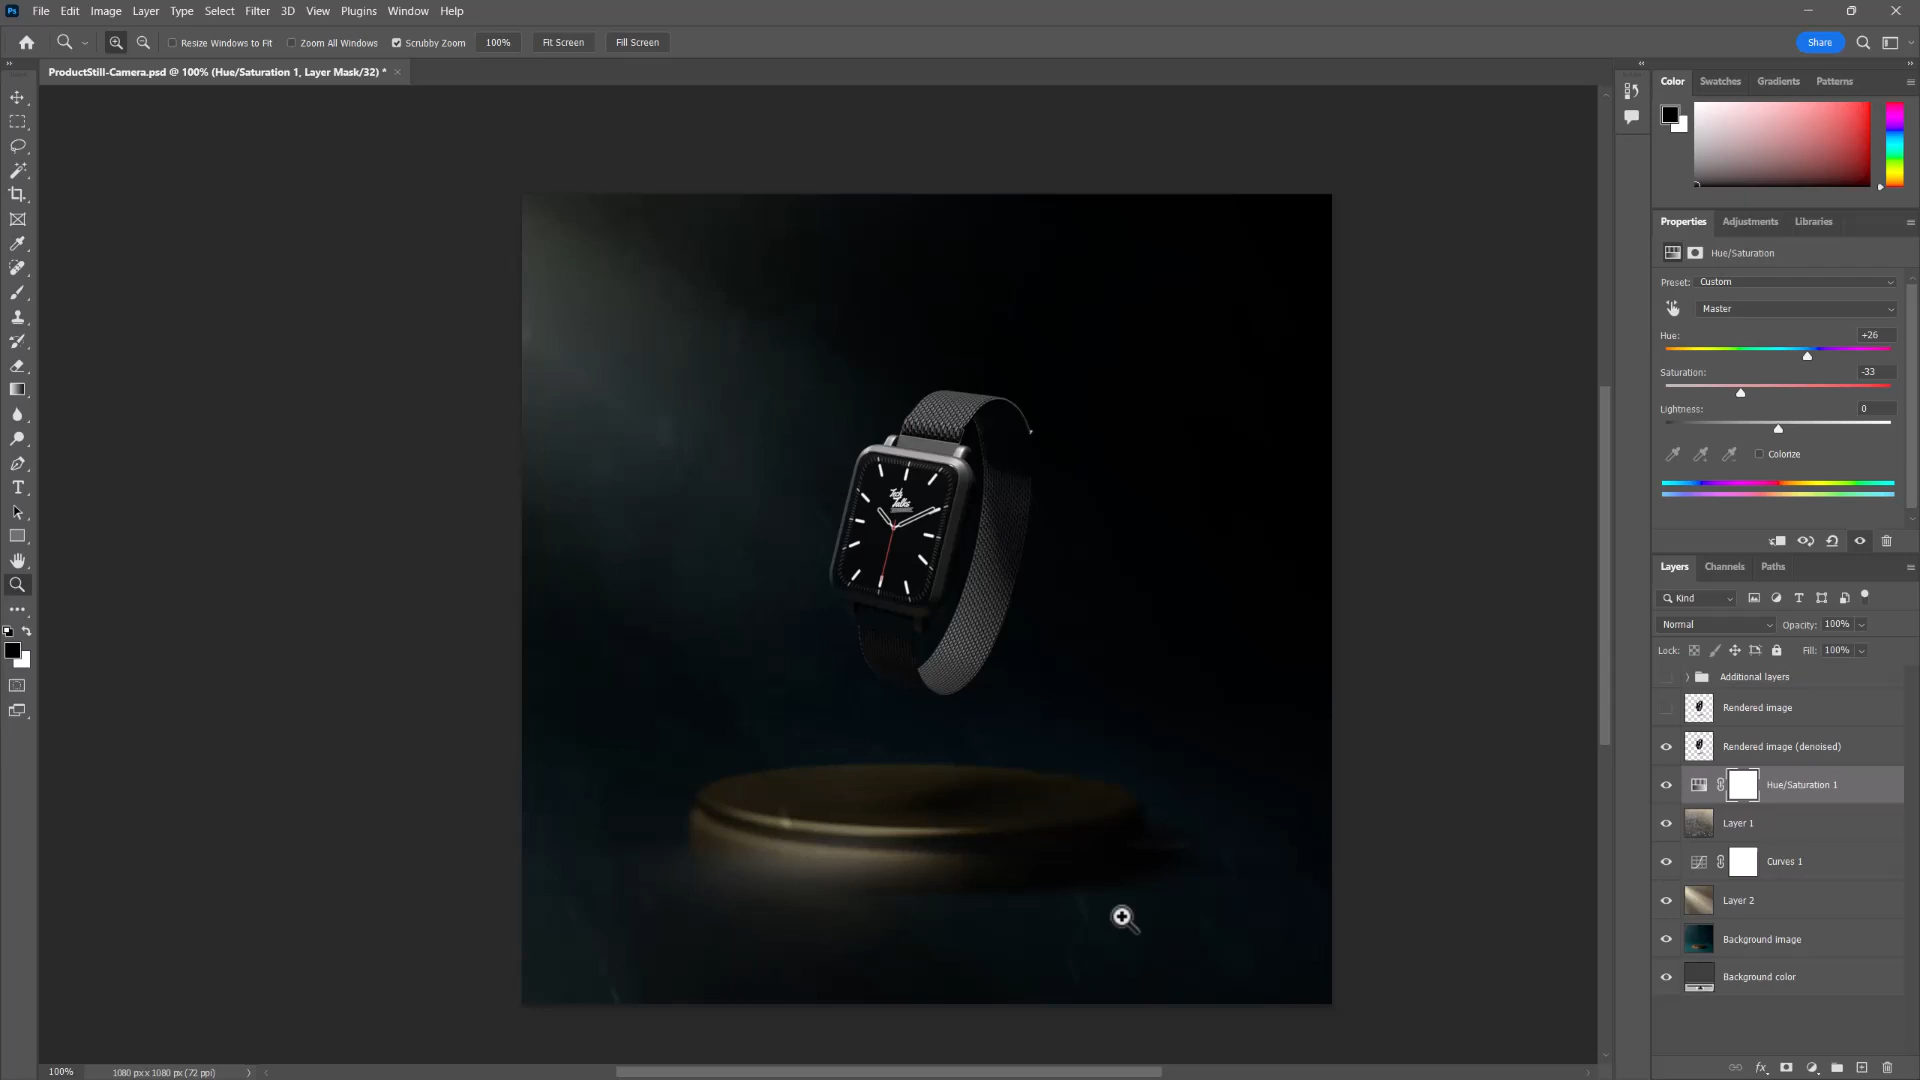 Ps File Edit Image Layer Type Select Filter 3D View Plugins Window Help
Resize Windows to Fit Zoom All Windows Scrubby Zoom 100% Fit Screen Fill Screen Share
ProductStill-Camera.psd @ 100% (Hue/Saturation 1, Layer Mask/32) * ×
Color Swatches Gradients Patterns
Properties Adjustments Libraries
Hue/Saturation
Preset: Custom
Master
Hue: +26
Saturation: -33
Lightness: 0
Colorize
Tech
Talks
Layers Channels Paths
Kind
Normal Opacity: 100%
Lock: Fill: 100%
Additional layers
Rendered image
Rendered image (denoised)
Hue/Saturation 1
Layer 1
Curves 1
Layer 2
Background image
Background color
100% 1080 px x 1080 px (72 ppi)